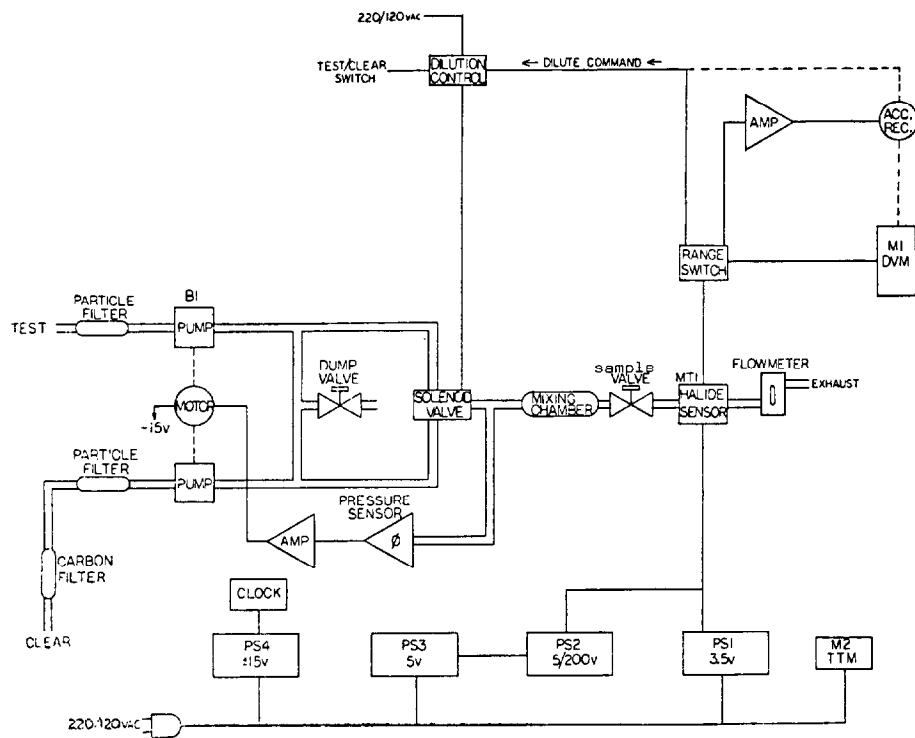 220/120VAC
TEST/CLEAR
SWITCH
DILUTION
CONTROL
← DILUTE COMMAND ←
AMP
ACC.
REC.
M1
DVM
RANGE
SWITCH
PARTICLE
FILTER
B1
TEST
PUMP
DUMP
VALVE
MOTOR
-15v
SOLENOID
VALVE
MIXING
CHAMBER
sample
VALVE
MT1
HALIDE
SENSOR
FLOWMETER
EXHAUST
PARTICLE
FILTER
PUMP
PRESSURE
SENSOR
AMP
Ø
CARBON
FILTER
CLEAR
CLOCK
PS4
±15v
PS3
5v
PS2
5/200v
PS1
3.5v
M2
TTM
220/120VAC